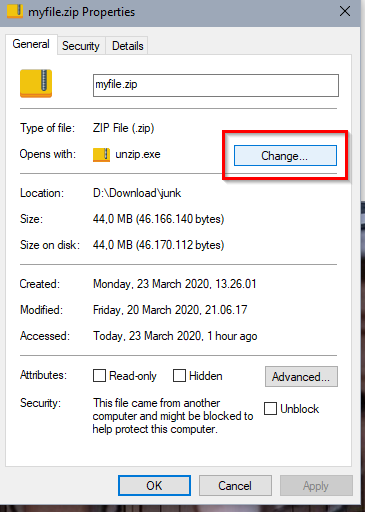 myfile.zip Properties
General Security Details
myfile.zip
Type of file: ZIP File (.zip)
Opens with: unzip.exe Change...
Location: D:\Download\junk
Size: 44,0 MB (46.166.140 bytes)
Size on disk: 44,0 MB (46.170.112 bytes)
Created: Monday, 23 March 2020, 13.26.01
Modified: Friday, 20 March 2020, 21.06.17
Accessed: Today, 23 March 2020, 1 hour ago
Attributes: Read-only Hidden Advanced...
Security: This file came from another
computer and might be blocked to
help protect this computer.
Unblock
OK Cancel Apply